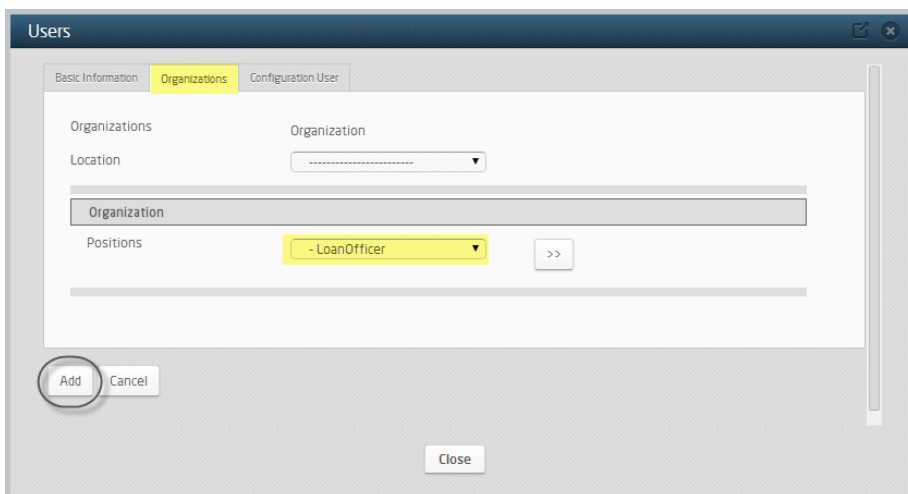 Users
Basic Information Organizations Configuration User
Organizations Organization
Location ------------------------
Organization
Positions - LoanOfficer >>
Add Cancel
Close